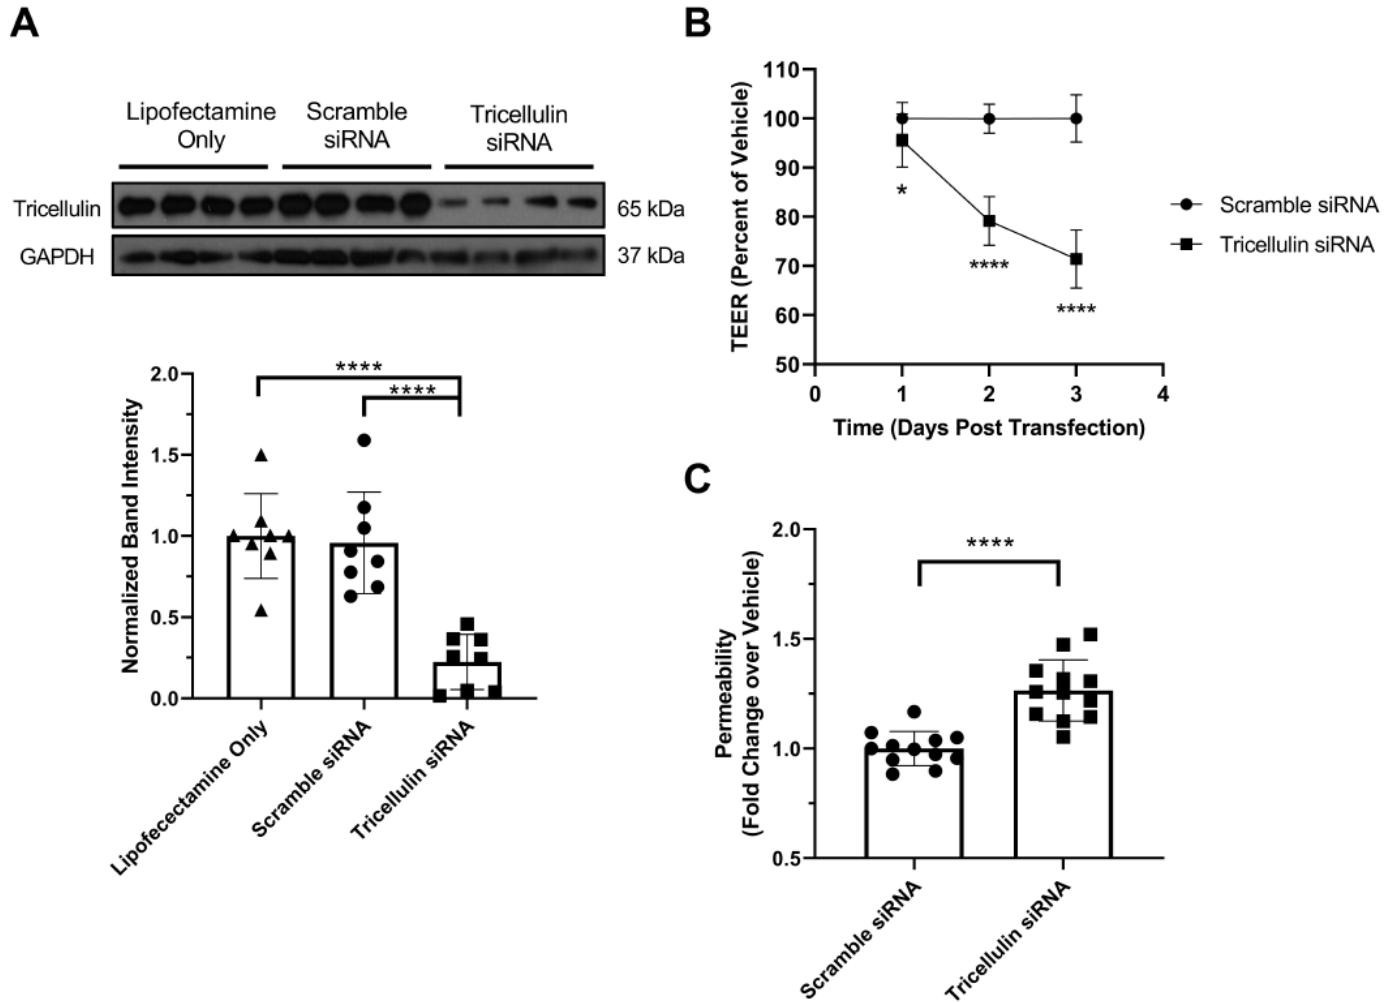 A
Lipofectamine
Only
Scramble
siRNA
Tricellulin
siRNA
Tricellulin
65 kDa
GAPDH
37 kDa
Normalized Band Intensity
2.0
1.5
1.0
0.5
0.0
****
****
Lipofecectamine Only
Scramble siRNA
Tricellulin siRNA
B
TEER (Percent of Vehicle)
110
100
90
80
70
60
50
*
****
****
0
1
2
3
4
Time (Days Post Transfection)
Scramble siRNA
Tricellulin siRNA
C
Permeability
(Fold Change over Vehicle)
2.0
1.5
1.0
0.5
****
Scramble siRNA
Tricellulin siRNA